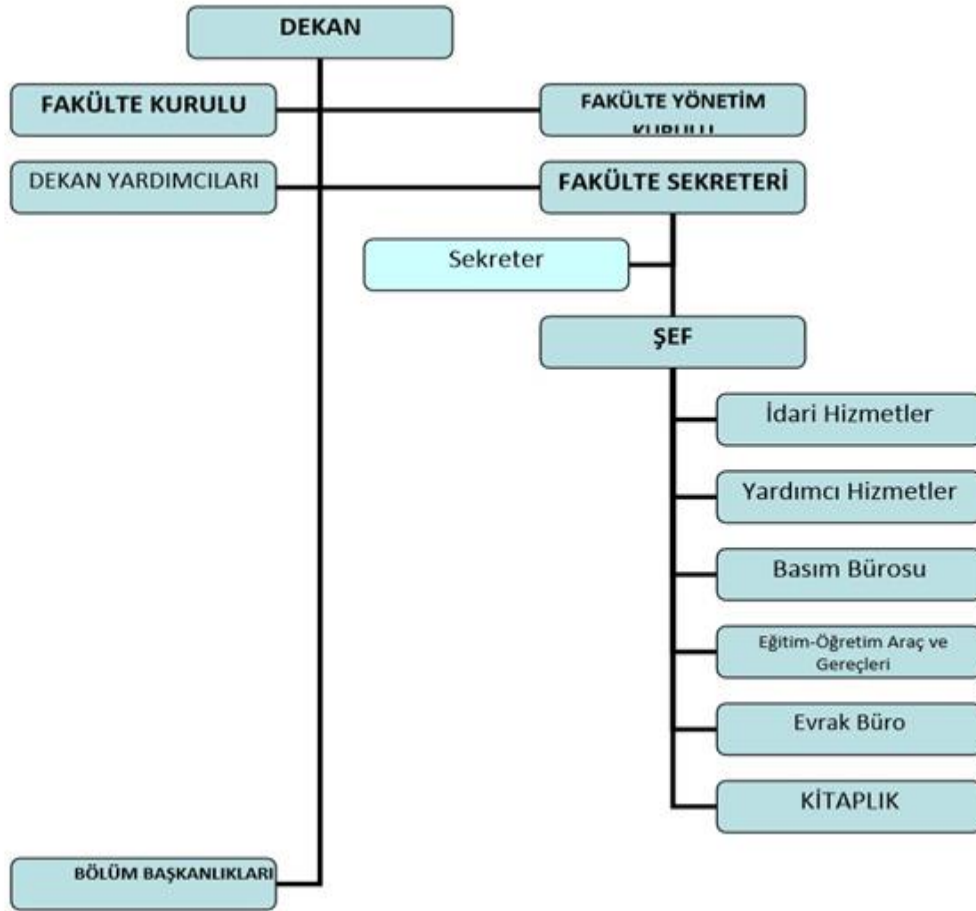 DEKAN
FAKÜLTE KURULU
FAKÜLTE YÖNETİM
KURULU
DEKAN YARDIMCILARI
FAKÜLTE SEKRETERİ
Sekreter
ŞEF
İdari Hizmetler
Yardımcı Hizmetler
Basım Bürosu
Eğitim-Öğretim Araç ve
Gereçleri
Evrak Büro
KİTAPLIK
BÖLÜM BAŞKANLIKLARI